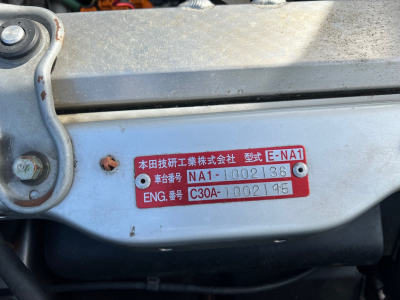 本田技研工業株式会社 型式 E-NA1
車台番号 NA1-1002138
ENG.番号 C30A-1002195